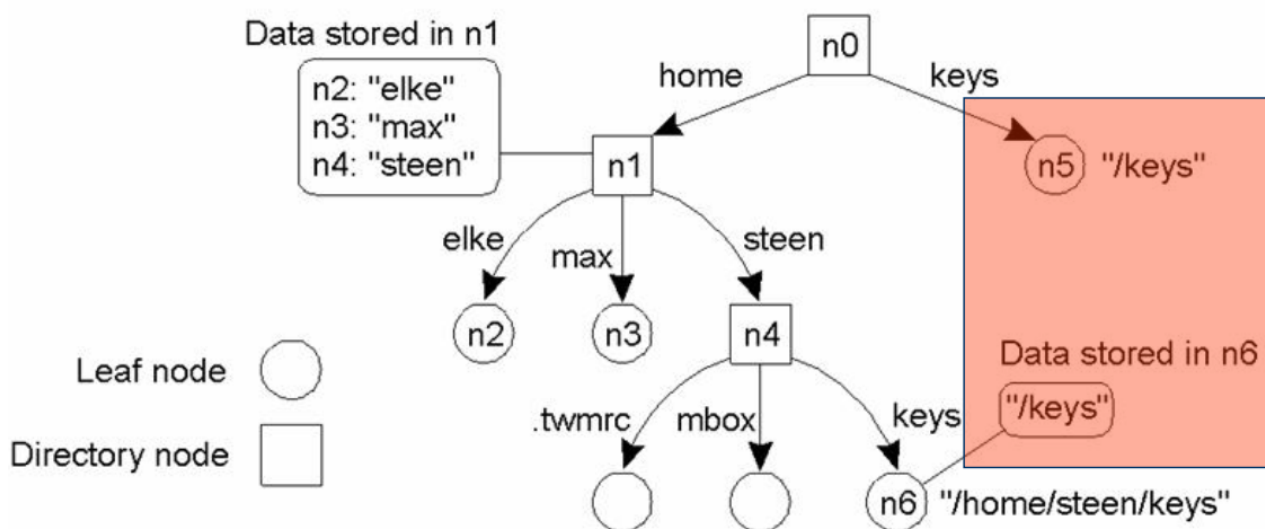 Data stored in n1
n2: "elke"
n3: "max"
n4: "steen"
n0
home
keys
n1
n5
"/keys"
elke
max
steen
n2
n3
n4
Data stored in n6
"/keys"
Leaf node
.twmrc
mbox
keys
Directory node
n6
"/home/steen/keys"